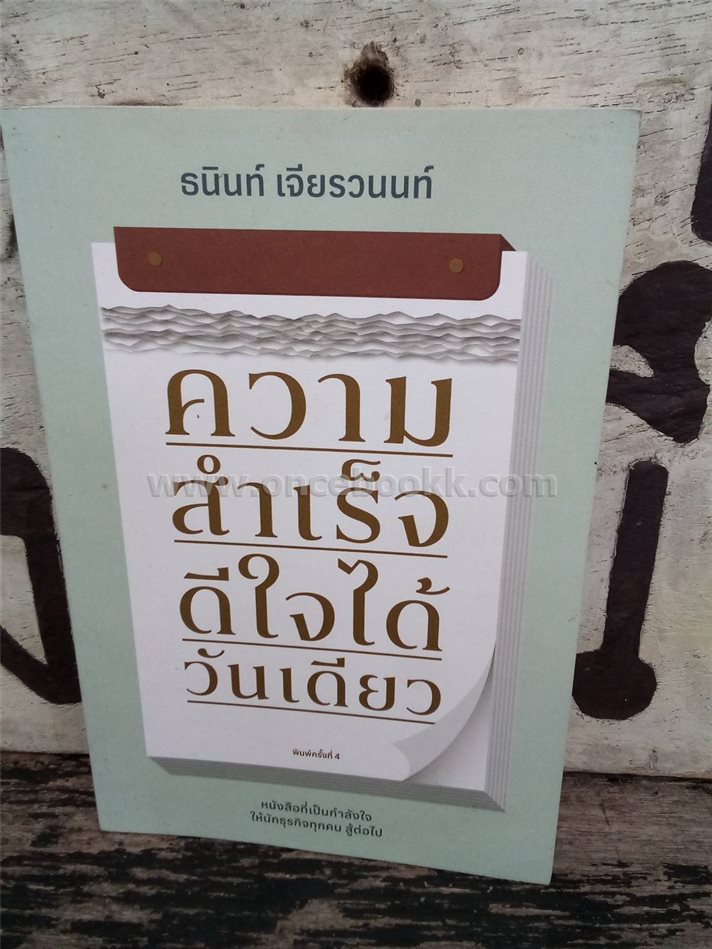 ธนินท์ เจียรวนนท์
ความ
สำเร็จ
www.oncebookk.com
ดีใจได้
วันเดียว
พิมพ์ครั้งที่ 4
หนังสือที่เป็นกำลังใจ
ให้นักธุรกิจทุกคน สู้ต่อไป